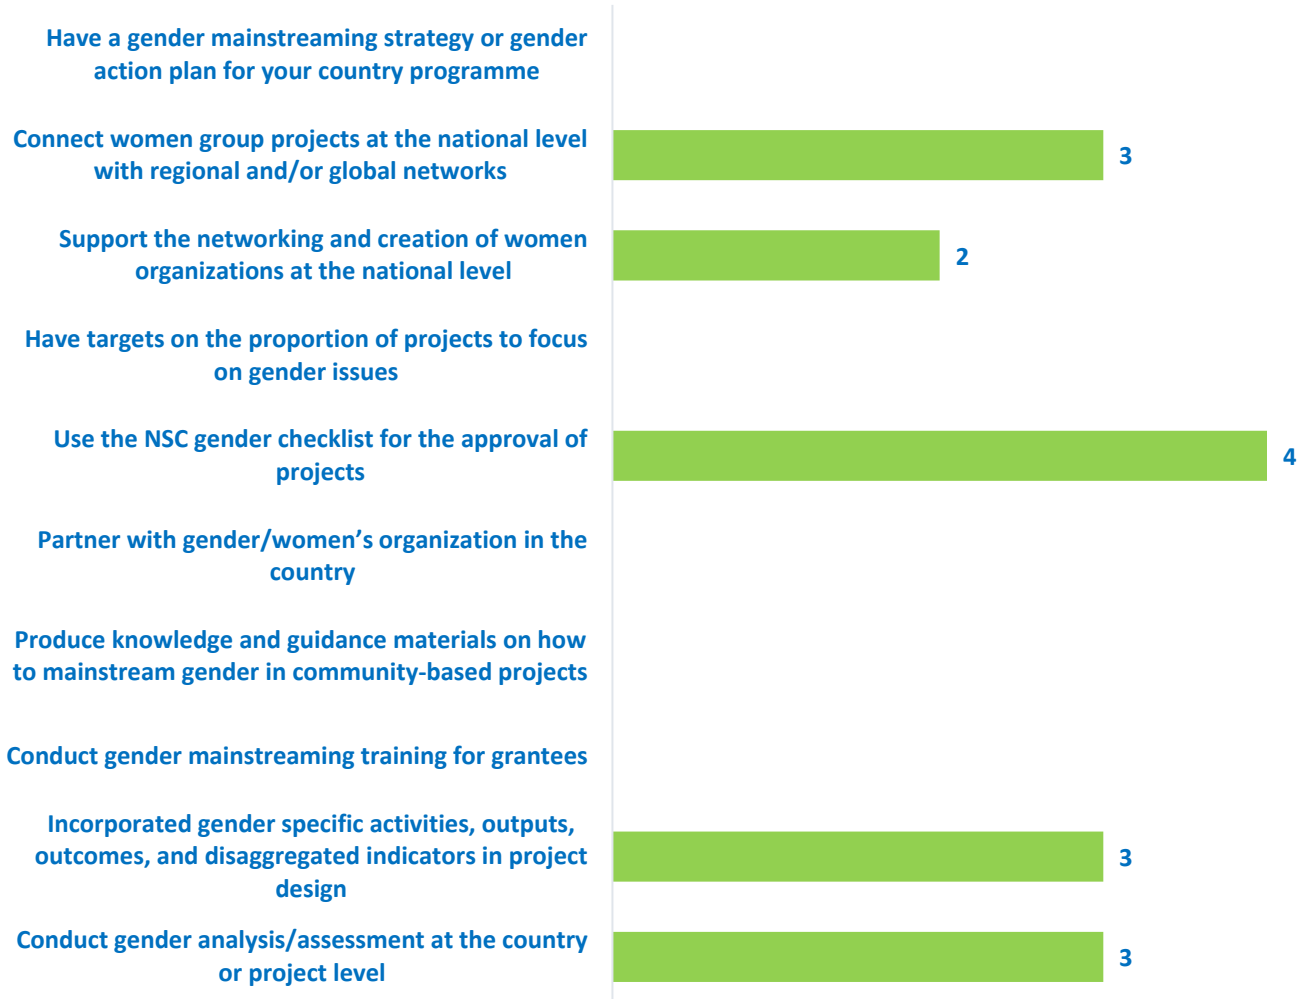 Have a gender mainstreaming strategy or gender
action plan for your country programme
Connect women group projects at the national level
with regional and/or global networks
3
Support the networking and creation of women
organizations at the national level
2
Have targets on the proportion of projects to focus
on gender issues
Use the NSC gender checklist for the approval of
projects
4
Partner with gender/women’s organization in the
country
Produce knowledge and guidance materials on how
to mainstream gender in community-based projects
Conduct gender mainstreaming training for grantees
Incorporated gender specific activities, outputs,
outcomes, and disaggregated indicators in project
design
3
Conduct gender analysis/assessment at the country
or project level
3